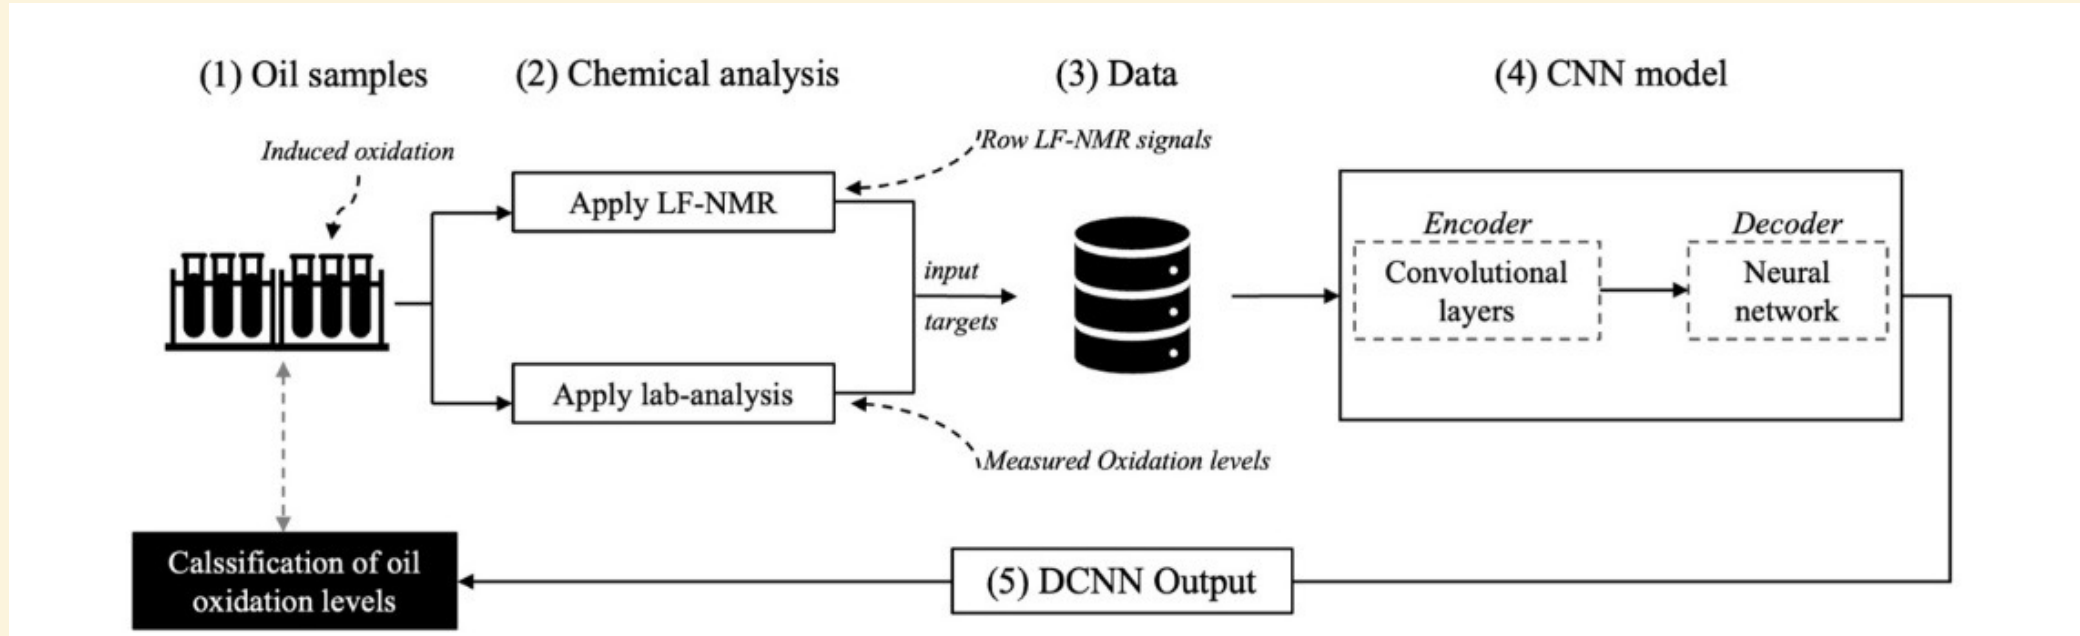 (1) Oil samples
(2) Chemical analysis
(3) Data
(4) CNN model
Induced oxidation
Row LF-NMR signals
Apply LF-NMR
input
targets
Apply lab-analysis
Measured Oxidation levels
Encoder
Convolutional
layers
Decoder
Neural
network
(5) DCNN Output
Calssification of oil
oxidation levels